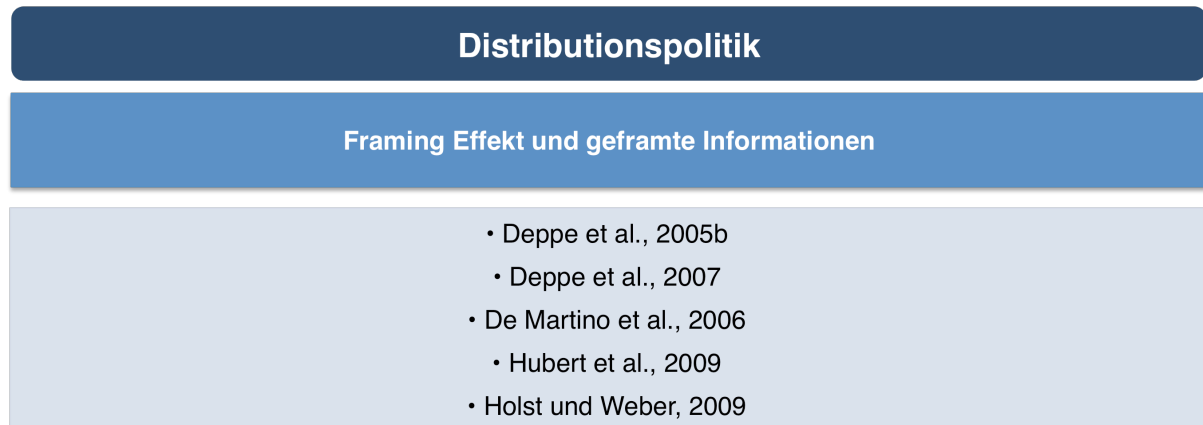 Distributionspolitik
Framing Effekt und geframte Informationen
• Deppe et al., 2005b
• Deppe et al., 2007
• De Martino et al., 2006
• Hubert et al., 2009
• Holst und Weber, 2009